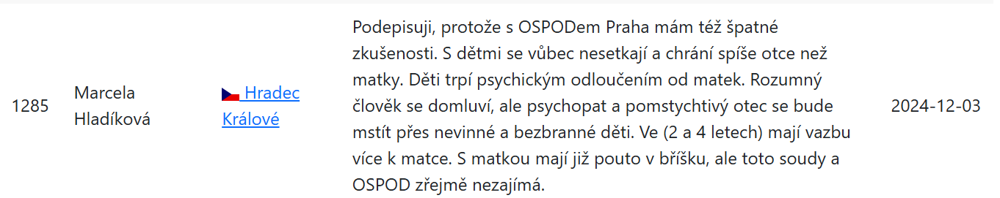 1285
Marcela
Hladíková
Hradec
Králové
Podepisuji, protože s OSPODem Praha mám též špatné
zkušenosti. S dětmi se vůbec nesetkají a chrání spíše otce než
matky. Děti trpí psychickým odloučením od matek. Rozumný
člověk se domluví, ale psychopat a pomstychtivý otec se bude
mstít přes nevinné a bezbranné děti. Ve (2 a 4 letech) mají vazbu
více k matce. S matkou mají již pouto v bříšku, ale toto soudy a
OSPOD zřejmě nezajímá.
2024-12-03